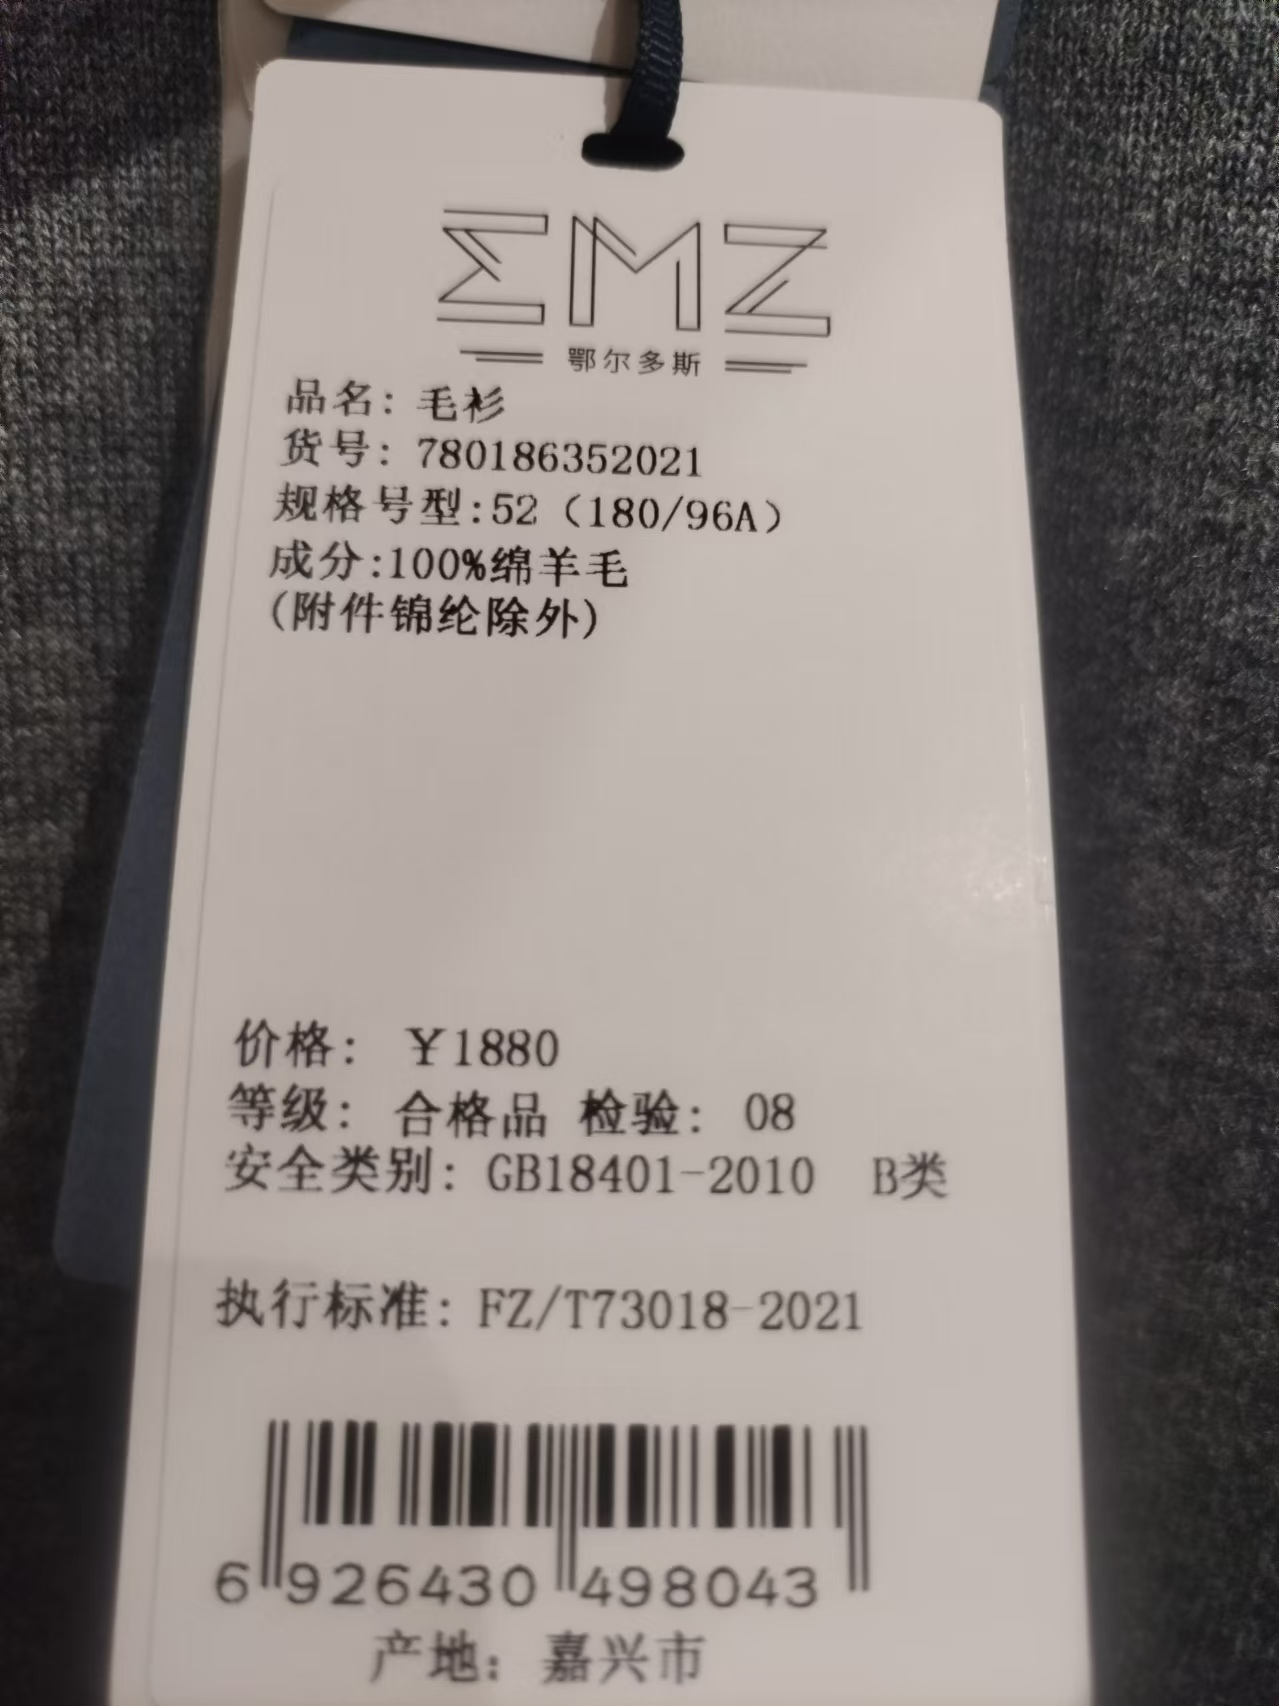 EMZ
鄂尔多斯
品名: 毛衫
货号: 780186352021
规格号型:52（180/96A）
成分:100%绵羊毛
(附件锦纶除外)
价格: ¥1880
等级: 合格品 检验: 08
安全类别: GB18401-2010 B类
执行标准: FZ/T73018-2021
6 926430 498043
产地: 嘉兴市